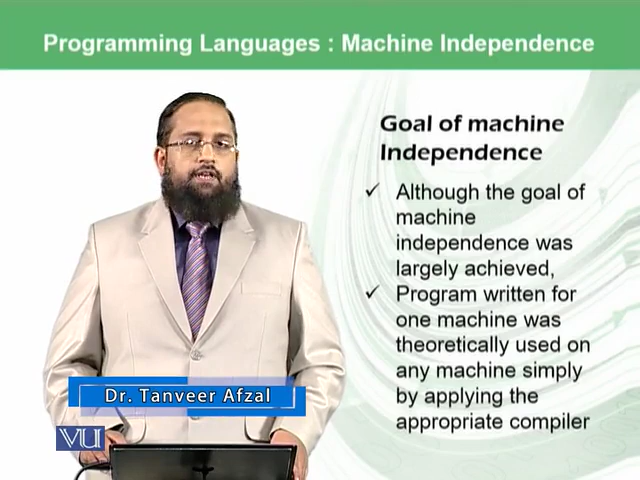 Programming Languages : Machine Independence
Goal of machine
Independence
✓ Although the goal of
machine
independence was
largely achieved,
✓ Program written for
one machine was
theoretically used on
any machine simply
by applying the
appropriate compiler
Dr. Tanveer Afzal
VU